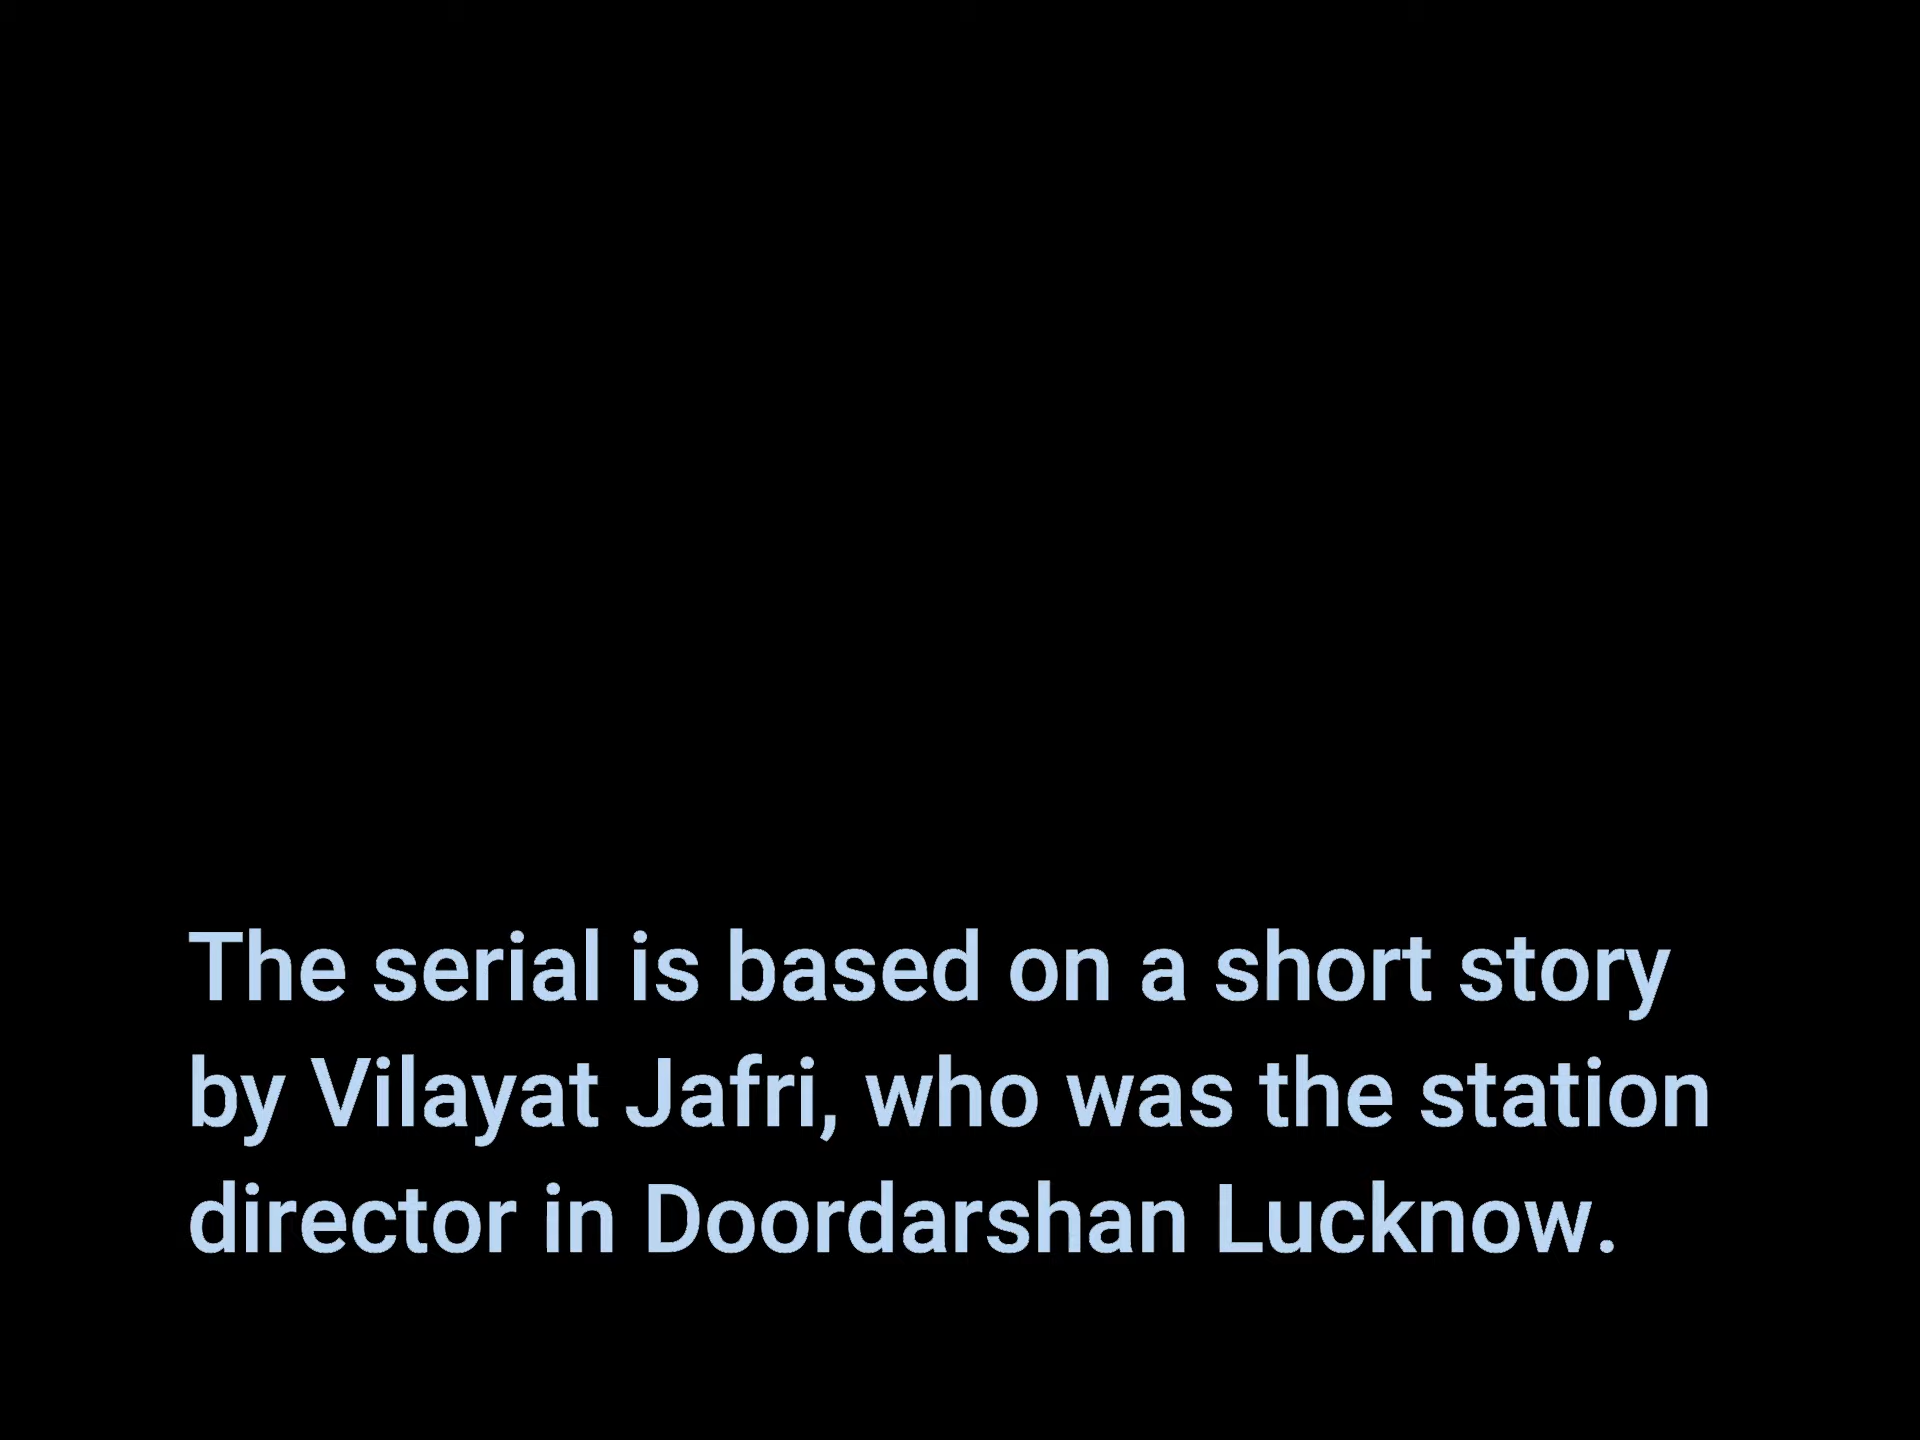 The serial is based on a short story
by Vilayat Jafri, who was the station
director in Doordarshan Lucknow.